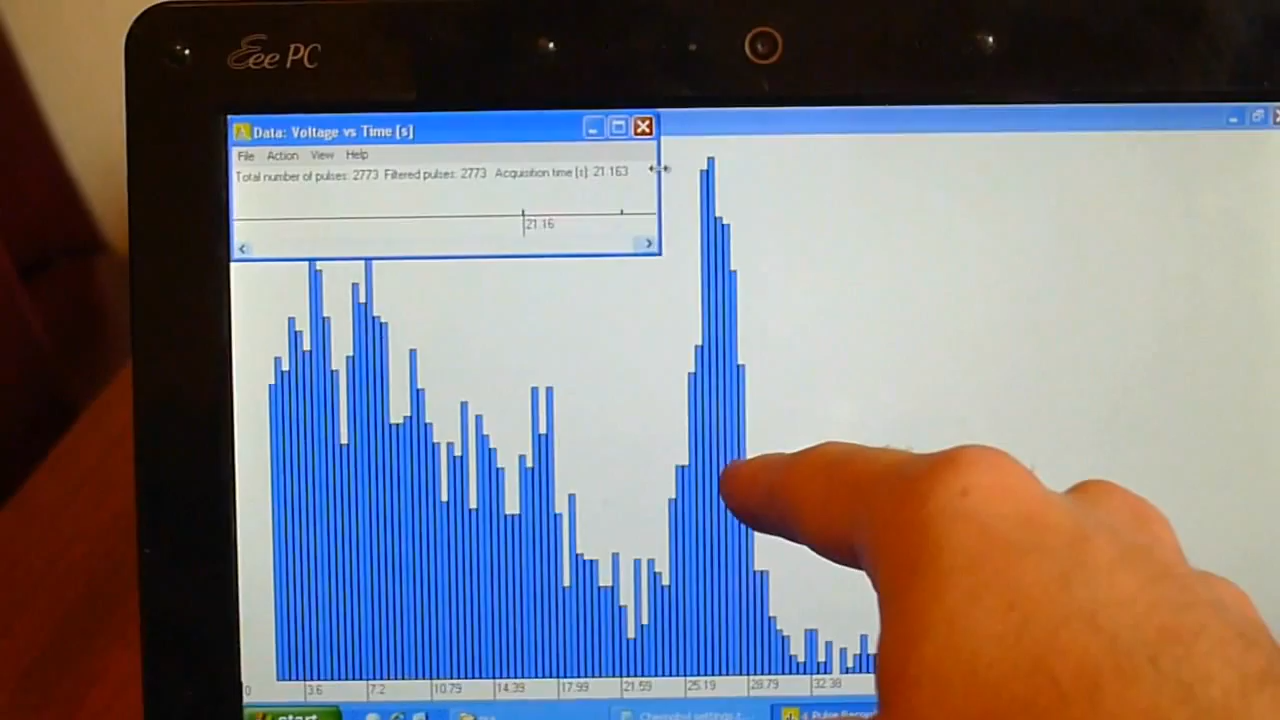 Eee PC
Data: Voltage vs Time [s]
File Action View Help
Total number of pulses: 2773 Filtered pulses: 2773 Acquisition time [s]: 21.163
21.16
0 3.6 7.2 10.79 14.39 17.99 21.59 25.19 28.79 32.38
start